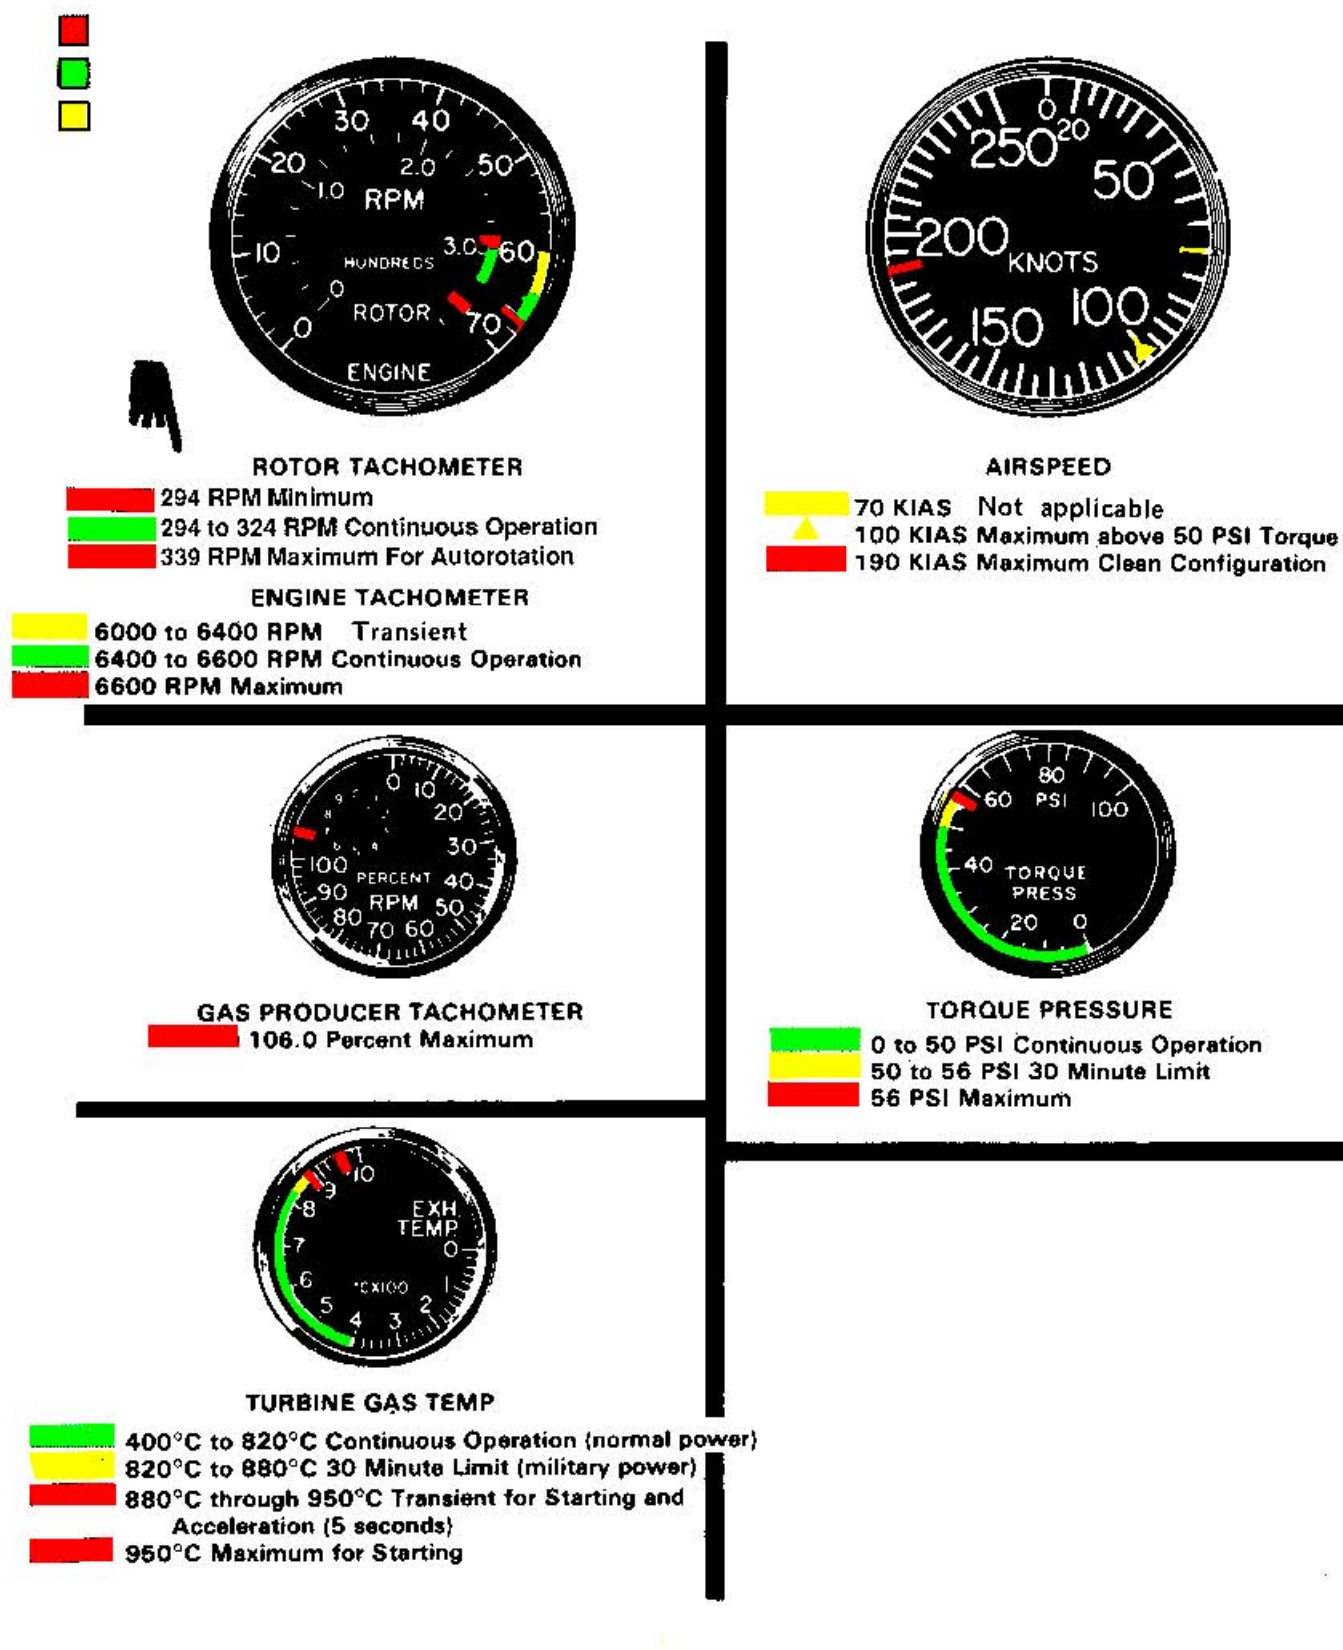 30 40
20 2.0 50
1.0
RPM
10 3.0 60
HUNDREDS
0
ROTOR 70
0
ENGINE
ROTOR TACHOMETER
294 RPM Minimum
294 to 324 RPM Continuous Operation
339 RPM Maximum For Autorotation
ENGINE TACHOMETER
6000 to 6400 RPM Transient
6400 to 6600 RPM Continuous Operation
6600 RPM Maximum
0
250 20
50
200
KNOTS
100
150
AIRSPEED
70 KIAS Not applicable
100 KIAS Maximum above 50 PSI Torque
190 KIAS Maximum Clean Configuration
0 10
20
30
100
PERCENT 40
90 RPM 50
80 70 60
GAS PRODUCER TACHOMETER
106.0 Percent Maximum
80
60 PSI 100
40 TORQUE
PRESS
20 0
TORQUE PRESSURE
0 to 50 PSI Continuous Operation
50 to 56 PSI 30 Minute Limit
56 PSI Maximum
10
9
8 EXH
TEMP.
7 0
6 °CX100 1
5 2
4 3
TURBINE GAS TEMP
400°C to 820°C Continuous Operation (normal power)
820°C to 880°C 30 Minute Limit (military power)
880°C through 950°C Transient for Starting and
Acceleration (5 seconds)
950°C Maximum for Starting